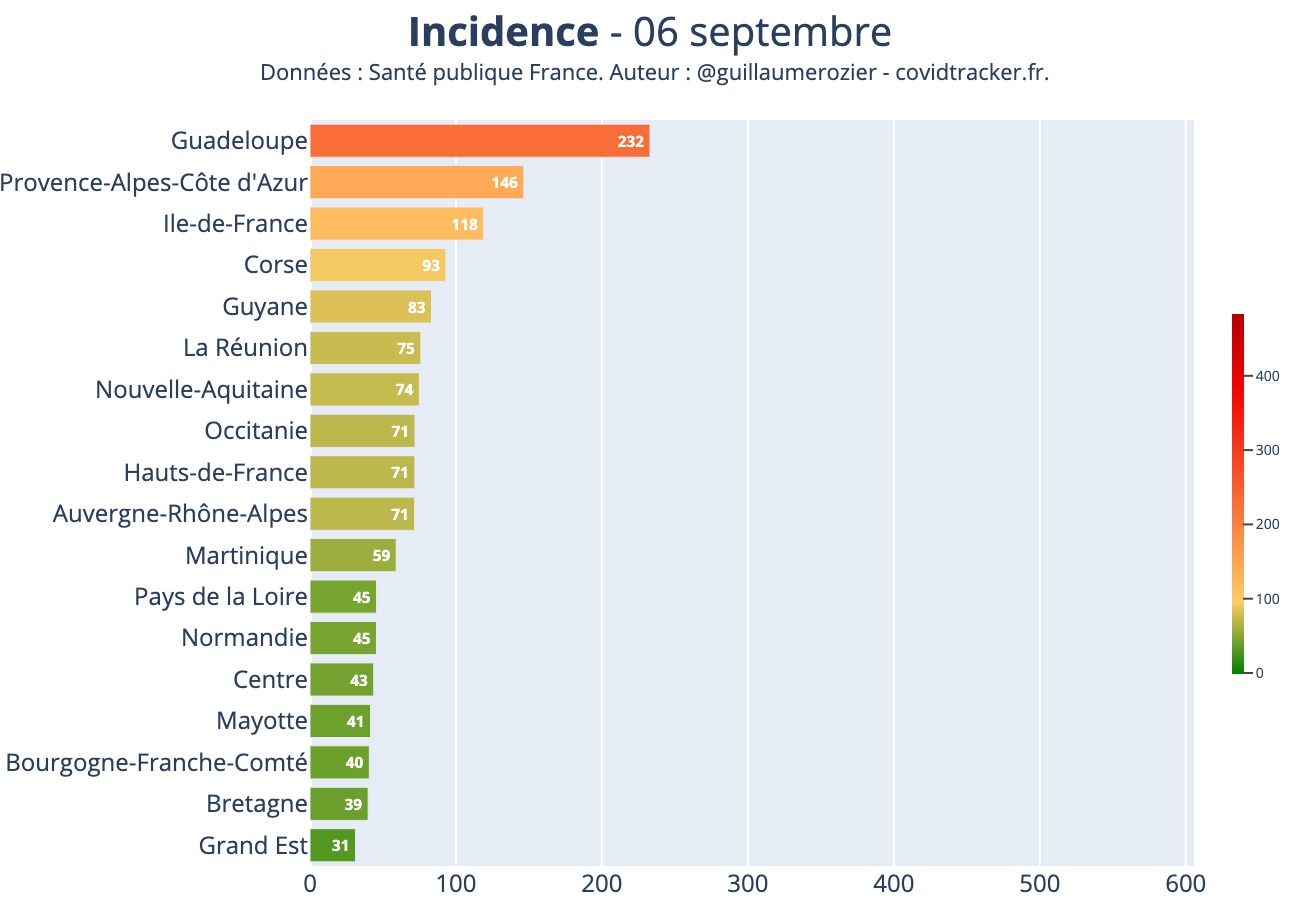 Incidence - 06 septembre
Données : Santé publique France. Auteur : @guillaumerozier - covidtracker.fr.
Guadeloupe 232
Provence-Alpes-Côte d'Azur 146
Ile-de-France 118
Corse 93
Guyane 83
La Réunion 75
Nouvelle-Aquitaine 74
Occitanie 71
Hauts-de-France 71
Auvergne-Rhône-Alpes 71
Martinique 59
Pays de la Loire 45
Normandie 45
Centre 43
Mayotte 41
Bourgogne-Franche-Comté 40
Bretagne 39
Grand Est 31
0 100 200 300 400 500 600
400
300
200
100
0